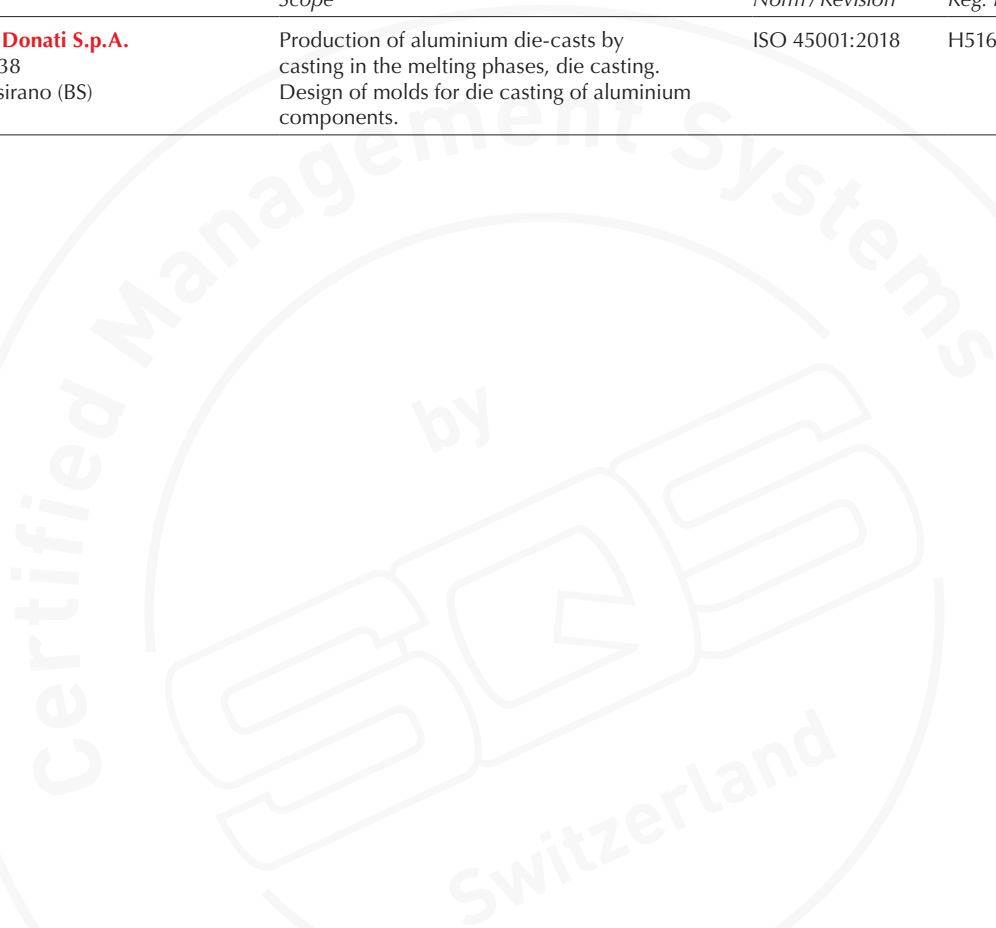 Scope Norm / Revision Reg.
Donati S.p.A. Production of aluminium die-casts by ISO 45001:2018 H516
38 casting in the melting phases, die casting.
sirano (BS) Design of molds for die casting of aluminium
components.
Certified Management Systems
by
SQS
Switzerland